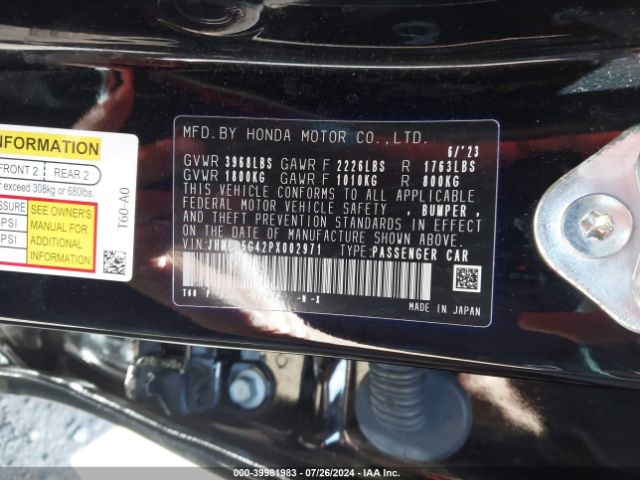 INFORMATION
FRONT 2 REAR 2
exceed 308kg or 680lbs.
SEE OWNER'S
MANUAL FOR
ADDITIONAL
INFORMATION
PSI
PSI
T60-A0
MFD.BY HONDA MOTOR CO.,LTD.
6/'23
GVWR 3968LBS GAWR F 2226LBS R 1763LBS
GVWR 1800KG GAWR F 1010KG R 800KG
THIS VEHICLE CONFORMS TO ALL APPLICABLE
FEDERAL MOTOR VEHICLE SAFETY , BUMPER ,
AND THEFT PREVENTION STANDARDS IN EFFECT
ON THE DATE OF MANUFACTURE SHOWN ABOVE.
VIN: 5G42PX002971 TYPE:PASSENGER CAR
T60
MADE IN JAPAN
000-39981983 - 07/26/2024 - IAA Inc.